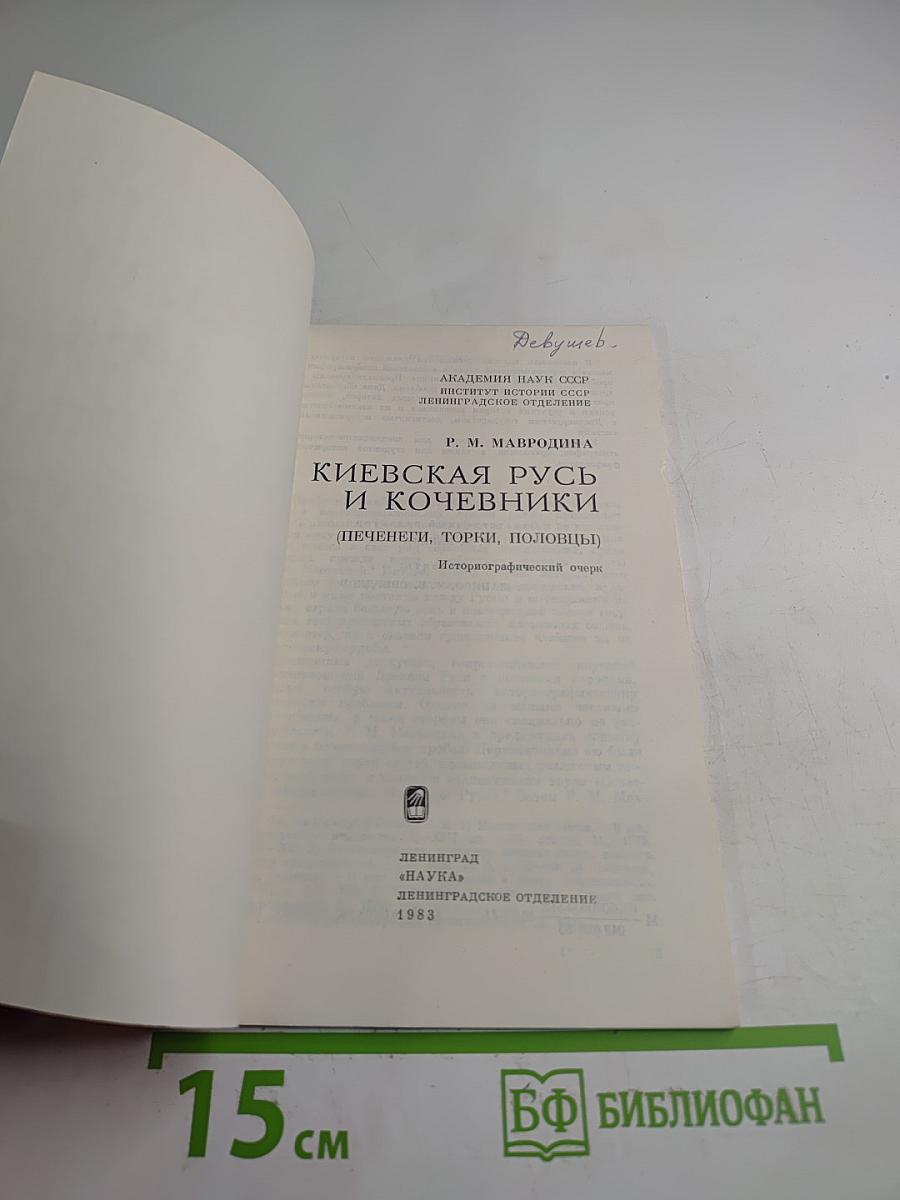 Девушев.
АКАДЕМИЯ НАУК СССР
ИНСТИТУТ ИСТОРИИ СССР
ЛЕНИНГРАДСКОЕ ОТДЕЛЕНИЕ
Р. М. МАВРОДИНА
КИЕВСКАЯ РУСЬ
И КОЧЕВНИКИ
(ПЕЧЕНЕГИ, ТОРКИ, ПОЛОВЦЫ)
Историографический очерк
ЛЕНИНГРАД
«НАУКА»
ЛЕНИНГРАДСКОЕ ОТДЕЛЕНИЕ
1983
15 СМ
БФ БИБЛИОФАН